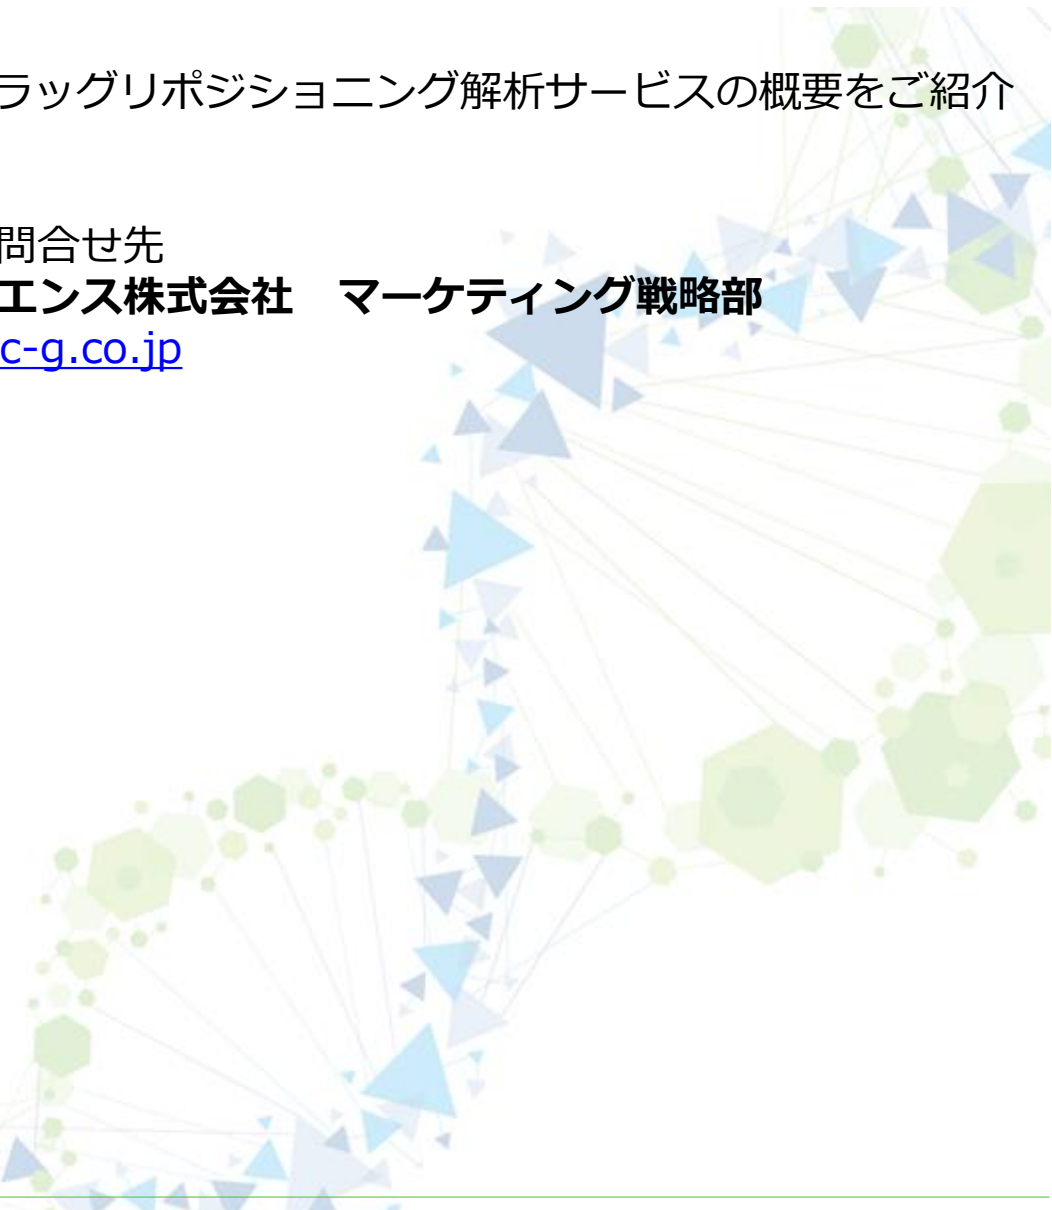 ラッグリポジショニング解析サービスの概要をご紹介
問合せ先
エンス株式会社　マーケティング戦略部
c-g.co.jp